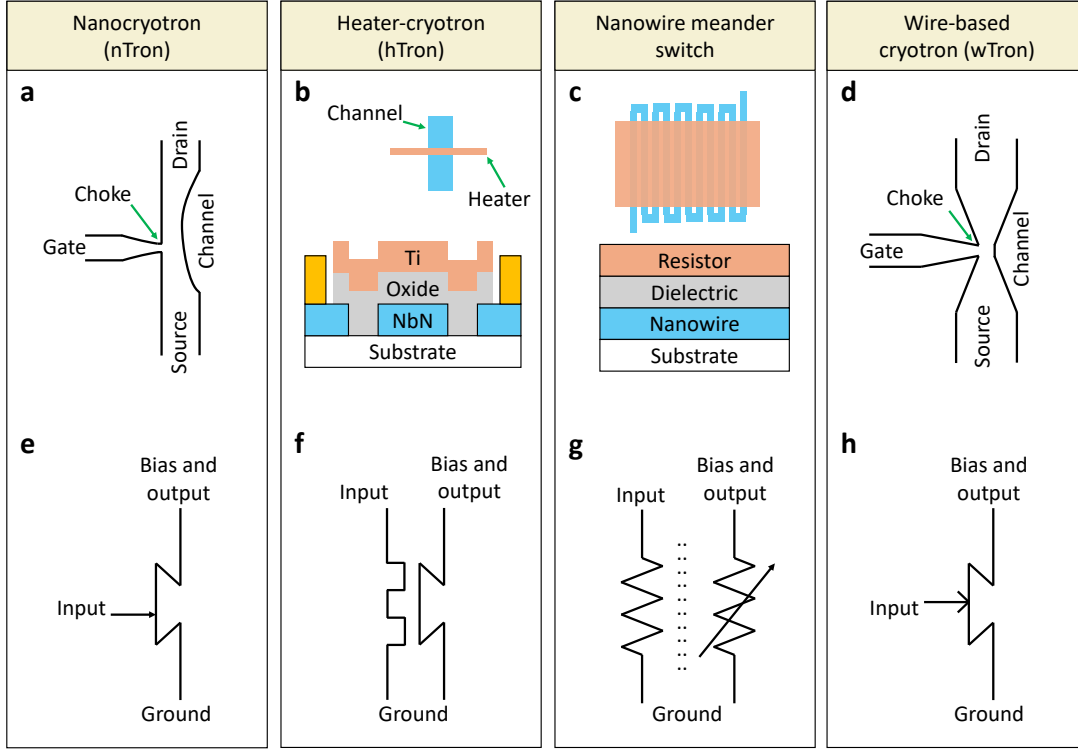 Nanocryotron
(nTron)
Heater-cryotron
(hTron)
Nanowire meander
switch
Wire-based
cryotron (wTron)
a
Drain
Choke
Gate
Channel
Source
b
Channel
Heater
Ti
Oxide
NbN
Substrate
c
Resistor
Dielectric
Nanowire
Substrate
d
Drain
Choke
Gate
Channel
Source
e
Bias and
output
Input
Ground
f
Input
Bias and
output
Ground
g
Input
Bias and
output
Ground
h
Bias and
output
Input
Ground